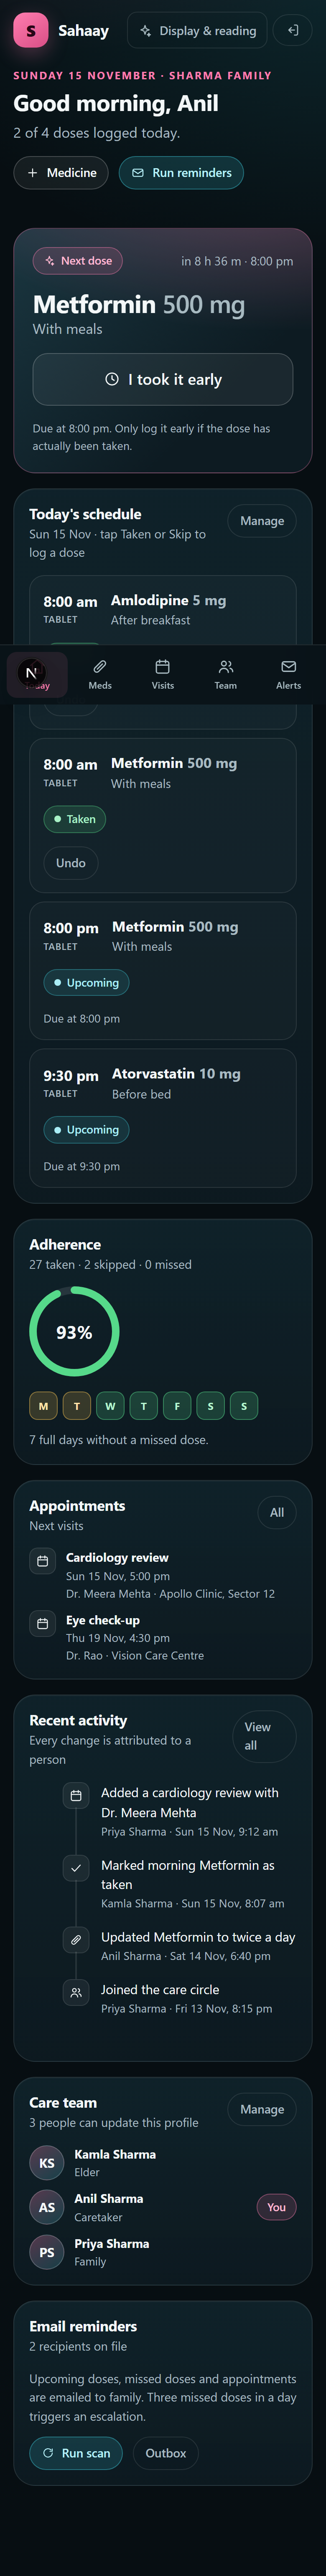 S
Sahaay
Display & reading
SUNDAY 15 NOVEMBER · SHARMA FAMILY
Good morning, Anil
2 of 4 doses logged today.
Medicine
Run reminders
Next dose
in 8 h 36 m · 8:00 pm
Metformin 500 mg
With meals
I took it early
Due at 8:00 pm. Only log it early if the dose has
actually been taken.
Today's schedule
Manage
Sun 15 Nov · tap Taken or Skip to
log a dose
8:00 am
Amlodipine 5 mg
TABLET
After breakfast
N
Meds
Visits
Team
Alerts
8:00 am
Metformin 500 mg
TABLET
With meals
Taken
Undo
8:00 pm
Metformin 500 mg
TABLET
With meals
Upcoming
Due at 8:00 pm
9:30 pm
Atorvastatin 10 mg
TABLET
Before bed
Upcoming
Due at 9:30 pm
Adherence
27 taken · 2 skipped · 0 missed
93%
M T W T F S S
7 full days without a missed dose.
Appointments
All
Next visits
Cardiology review
Sun 15 Nov, 5:00 pm
Dr. Meera Mehta · Apollo Clinic, Sector 12
Eye check-up
Thu 19 Nov, 4:30 pm
Dr. Rao · Vision Care Centre
Recent activity
View
all
Every change is attributed to a
person
Added a cardiology review with
Dr. Meera Mehta
Priya Sharma · Sun 15 Nov, 9:12 am
Marked morning Metformin as
taken
Kamla Sharma · Sun 15 Nov, 8:07 am
Updated Metformin to twice a day
Anil Sharma · Sat 14 Nov, 6:40 pm
Joined the care circle
Priya Sharma · Fri 13 Nov, 8:15 pm
Care team
Manage
3 people can update this profile
KS
Kamla Sharma
Elder
AS
Anil Sharma
Caretaker
You
PS
Priya Sharma
Family
Email reminders
2 recipients on file
Upcoming doses, missed doses and appointments
are emailed to family. Three missed doses in a day
triggers an escalation.
Run scan
Outbox